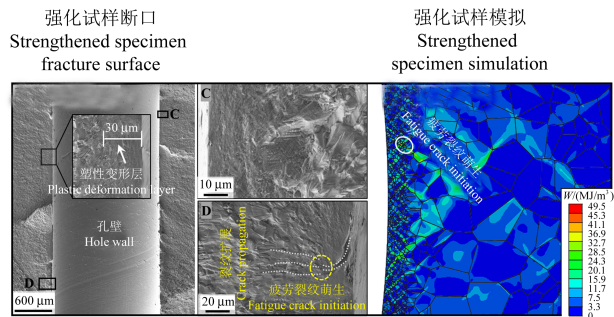 强化试样断口
Strengthened specimen
fracture surface
强化试样模拟
Strengthened
specimen simulation
C
30 μm
塑性变形层
Plastic deformation layer
孔壁
Hole wall
D
600 μm
C
10 μm
D
裂纹扩展
Crack propagation
疲劳裂纹萌生
Fatigue crack initiation
20 μm
疲劳裂纹萌生
Fatigue crack initiation
W/(MJ/m³)
49.5
45.3
41.1
36.9
32.7
28.5
24.3
20.1
15.9
11.7
7.5
3.3
0